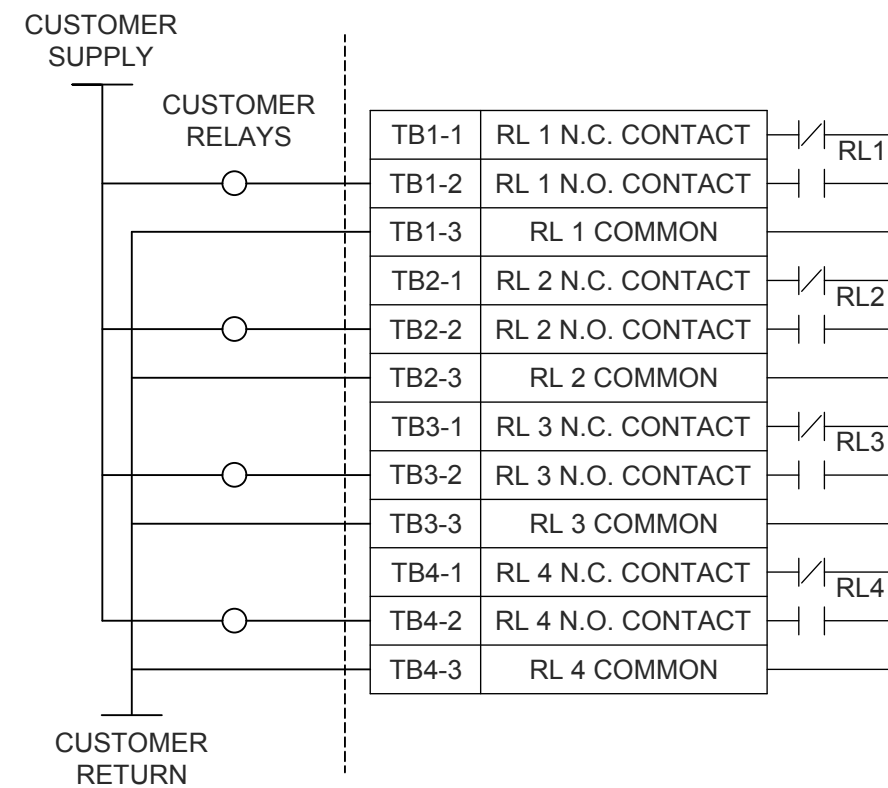 CUSTOMER
SUPPLY
CUSTOMER
RELAYS
TB1-1 RL 1 N.C. CONTACT RL1
TB1-2 RL 1 N.O. CONTACT
TB1-3 RL 1 COMMON
TB2-1 RL 2 N.C. CONTACT RL2
TB2-2 RL 2 N.O. CONTACT
TB2-3 RL 2 COMMON
TB3-1 RL 3 N.C. CONTACT RL3
TB3-2 RL 3 N.O. CONTACT
TB3-3 RL 3 COMMON
TB4-1 RL 4 N.C. CONTACT RL4
TB4-2 RL 4 N.O. CONTACT
TB4-3 RL 4 COMMON
CUSTOMER
RETURN